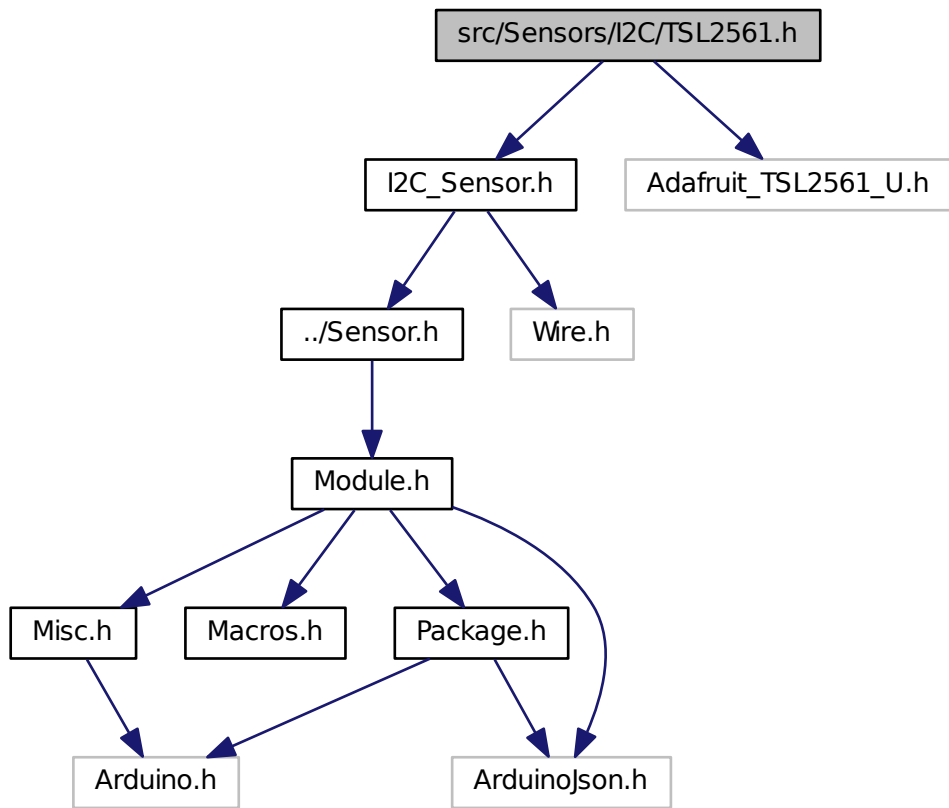 src/Sensors/I2C/TSL2561.h
I2C_Sensor.h
Adafruit_TSL2561_U.h
../Sensor.h
Wire.h
Module.h
Misc.h
Macros.h
Package.h
Arduino.h
ArduinoJson.h